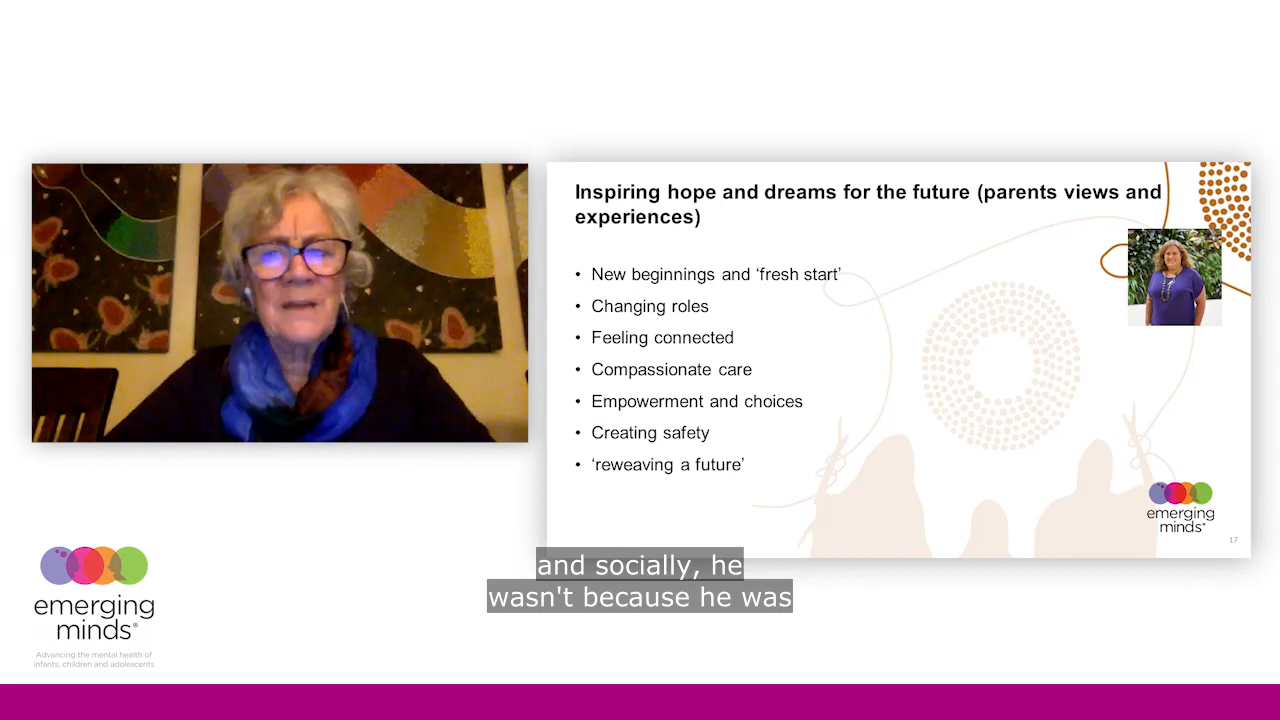 Inspiring hope and dreams for the future (parents views and
experiences)
• New beginnings and ‘fresh start’
• Changing roles
• Feeling connected
• Compassionate care
• Empowerment and choices
• Creating safety
• ‘reweaving a future’
emerging
minds®
17
and socially, he
wasn't because he was
emerging
minds®
Advancing the mental health of
infants, children and adolescents